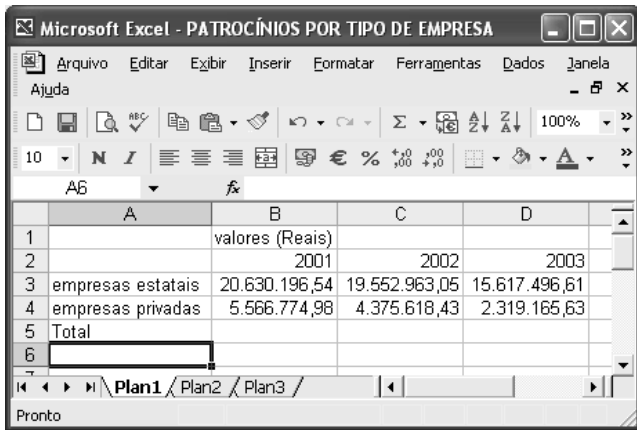 Microsoft Excel - PATROCÍNIOS POR TIPO DE EMPRESA
Arquivo Editar Exibir Inserir Formatar Ferramentas Dados Janela
Ajuda
ABC Σ A Z Z A 100% »
10 N I € % ,00 A »
A6 fx
A B C D
1 valores (Reais)
2 2001 2002 2003
3 empresas estatais 20.630.196,54 19.552.963,05 15.617.496,61
4 empresas privadas 5.566.774,98 4.375.618,43 2.319.165,63
5 Total
6
Plan1 / Plan2 / Plan3 /
Pronto